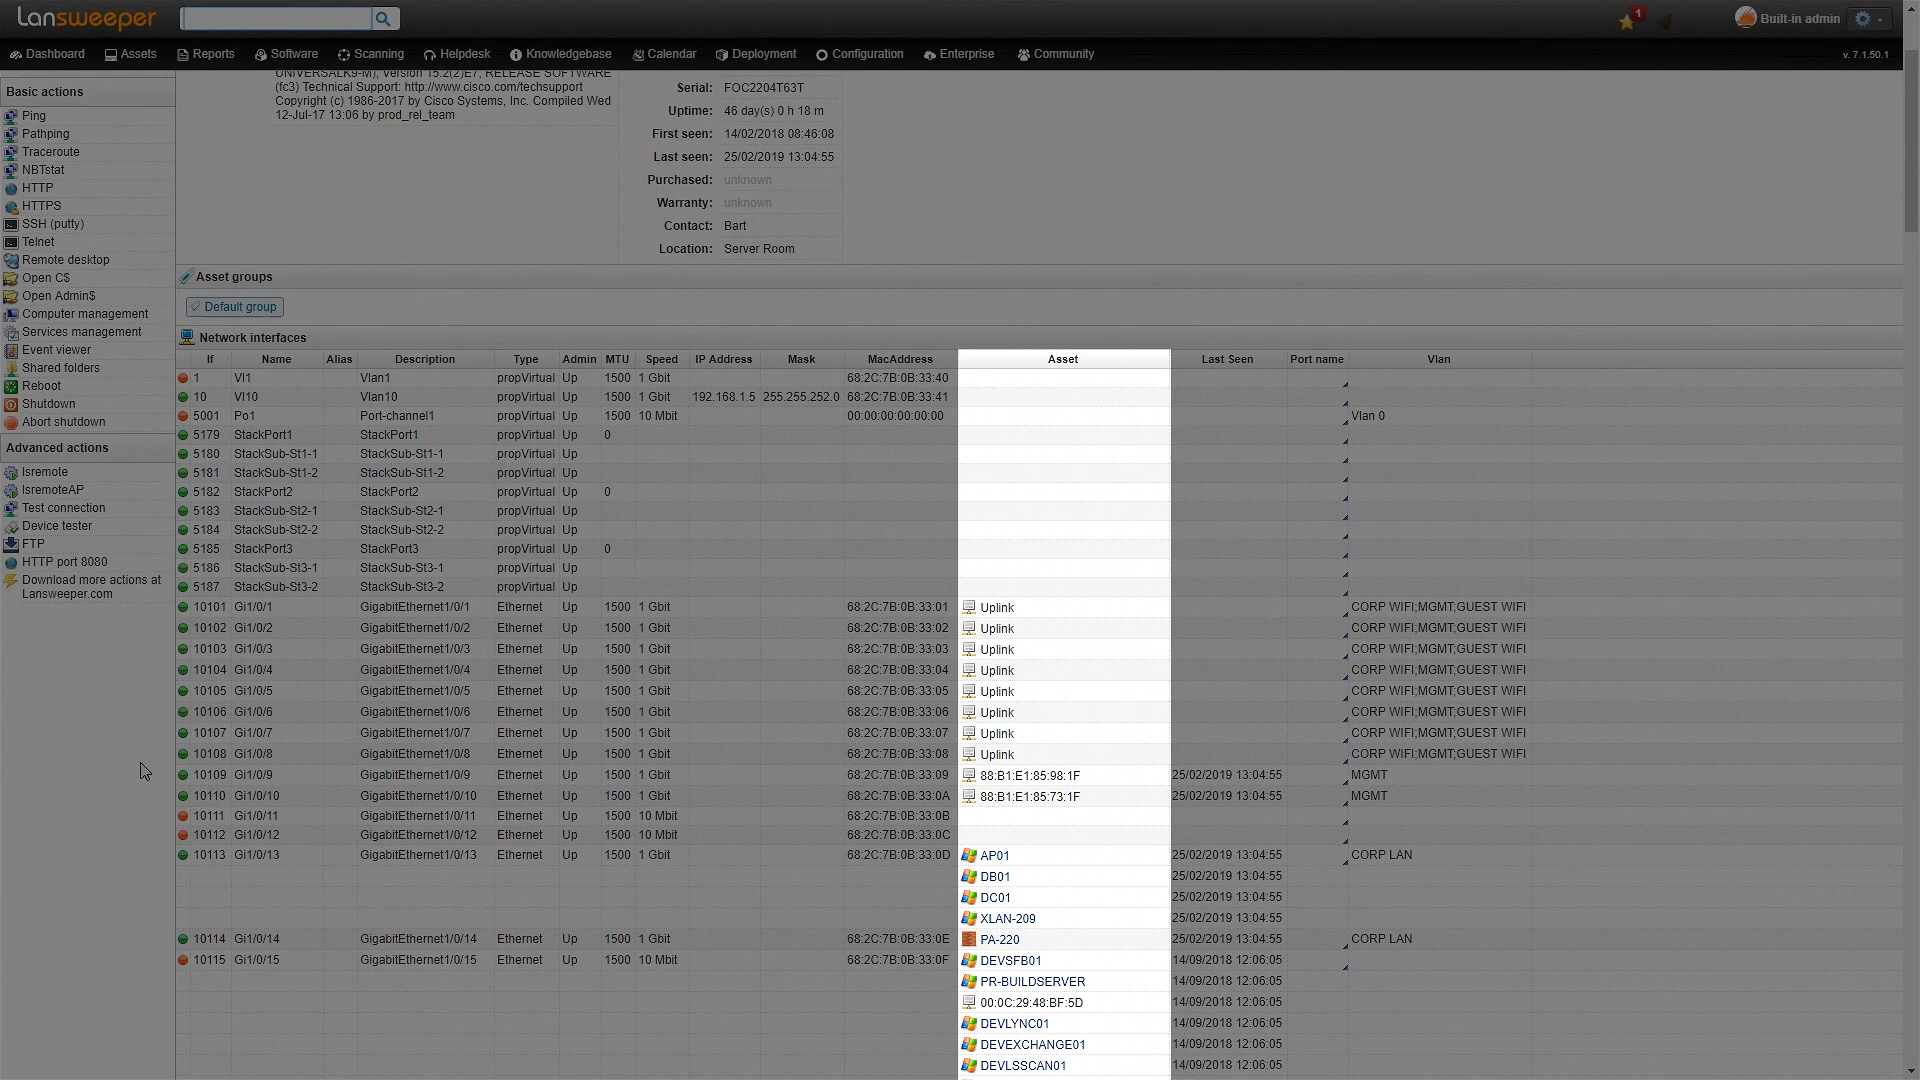 Lansweeper
1
Built-in admin
Dashboard Assets Reports Software Scanning Helpdesk Knowledgebase Calendar Deployment Configuration Enterprise Community
v. 7.1.50.1
Basic actions
Ping
Pathping
Traceroute
NBTstat
HTTP
HTTPS
SSH (putty)
Telnet
Remote desktop
Open C$
Open Admin$
Computer management
Services management
Event viewer
Shared folders
Reboot
Shutdown
Abort shutdown
Advanced actions
lsremote
lsremoteAP
Test connection
Device tester
FTP
HTTP port 8080
Download more actions at
Lansweeper.com
UNIVERSALK9-M), Version 15.2(2)E7, RELEASE SOFTWARE
(fc3) Technical Support: http://www.cisco.com/techsupport
Copyright (c) 1986-2017 by Cisco Systems, Inc. Compiled Wed
12-Jul-17 13:06 by prod_rel_team
Serial: FOC2204T63T
Uptime: 46 day(s) 0 h 18 m
First seen: 14/02/2018 08:46:08
Last seen: 25/02/2019 13:04:55
Purchased: unknown
Warranty: unknown
Contact: Bart
Location: Server Room
Asset groups
Default group
Network interfaces
If Name Alias Description Type Admin MTU Speed IP Address Mask MacAddress Asset Last Seen Port name Vlan
1 Vl1 Vlan1 propVirtual Up 1500 1 Gbit 68:2C:7B:0B:33:40
10 Vl10 Vlan10 propVirtual Up 1500 1 Gbit 192.168.1.5 255.255.252.0 68:2C:7B:0B:33:41
5001 Po1 Port-channel1 propVirtual Up 1500 10 Mbit 00:00:00:00:00:00 Vlan 0
5179 StackPort1 StackPort1 propVirtual Up 0
5180 StackSub-St1-1 StackSub-St1-1 propVirtual Up
5181 StackSub-St1-2 StackSub-St1-2 propVirtual Up
5182 StackPort2 StackPort2 propVirtual Up 0
5183 StackSub-St2-1 StackSub-St2-1 propVirtual Up
5184 StackSub-St2-2 StackSub-St2-2 propVirtual Up
5185 StackPort3 StackPort3 propVirtual Up 0
5186 StackSub-St3-1 StackSub-St3-1 propVirtual Up
5187 StackSub-St3-2 StackSub-St3-2 propVirtual Up
10101 Gi1/0/1 GigabitEthernet1/0/1 Ethernet Up 1500 1 Gbit 68:2C:7B:0B:33:01 Uplink CORP WIFI;MGMT;GUEST WIFI
10102 Gi1/0/2 GigabitEthernet1/0/2 Ethernet Up 1500 1 Gbit 68:2C:7B:0B:33:02 Uplink CORP WIFI;MGMT;GUEST WIFI
10103 Gi1/0/3 GigabitEthernet1/0/3 Ethernet Up 1500 1 Gbit 68:2C:7B:0B:33:03 Uplink CORP WIFI;MGMT;GUEST WIFI
10104 Gi1/0/4 GigabitEthernet1/0/4 Ethernet Up 1500 1 Gbit 68:2C:7B:0B:33:04 Uplink CORP WIFI;MGMT;GUEST WIFI
10105 Gi1/0/5 GigabitEthernet1/0/5 Ethernet Up 1500 1 Gbit 68:2C:7B:0B:33:05 Uplink CORP WIFI;MGMT;GUEST WIFI
10106 Gi1/0/6 GigabitEthernet1/0/6 Ethernet Up 1500 1 Gbit 68:2C:7B:0B:33:06 Uplink CORP WIFI;MGMT;GUEST WIFI
10107 Gi1/0/7 GigabitEthernet1/0/7 Ethernet Up 1500 1 Gbit 68:2C:7B:0B:33:07 Uplink CORP WIFI;MGMT;GUEST WIFI
10108 Gi1/0/8 GigabitEthernet1/0/8 Ethernet Up 1500 1 Gbit 68:2C:7B:0B:33:08 Uplink CORP WIFI;MGMT;GUEST WIFI
10109 Gi1/0/9 GigabitEthernet1/0/9 Ethernet Up 1500 1 Gbit 68:2C:7B:0B:33:09 88:B1:E1:85:98:1F 25/02/2019 13:04:55 MGMT
10110 Gi1/0/10 GigabitEthernet1/0/10 Ethernet Up 1500 1 Gbit 68:2C:7B:0B:33:0A 88:B1:E1:85:73:1F 25/02/2019 13:04:55 MGMT
10111 Gi1/0/11 GigabitEthernet1/0/11 Ethernet Up 1500 10 Mbit 68:2C:7B:0B:33:0B
10112 Gi1/0/12 GigabitEthernet1/0/12 Ethernet Up 1500 10 Mbit 68:2C:7B:0B:33:0C
10113 Gi1/0/13 GigabitEthernet1/0/13 Ethernet Up 1500 1 Gbit 68:2C:7B:0B:33:0D AP01 25/02/2019 13:04:55 CORP LAN
DB01 25/02/2019 13:04:55
DC01 25/02/2019 13:04:55
XLAN-209 25/02/2019 13:04:55
10114 Gi1/0/14 GigabitEthernet1/0/14 Ethernet Up 1500 1 Gbit 68:2C:7B:0B:33:0E PA-220 25/02/2019 13:04:55 CORP LAN
10115 Gi1/0/15 GigabitEthernet1/0/15 Ethernet Up 1500 10 Mbit 68:2C:7B:0B:33:0F DEVSFB01 14/09/2018 12:06:05
PR-BUILDSERVER 14/09/2018 12:06:05
00:0C:29:48:BF:5D 14/09/2018 12:06:05
DEVLYNC01 14/09/2018 12:06:05
DEVEXCHANGE01 14/09/2018 12:06:05
DEVLSSCAN01 14/09/2018 12:06:05